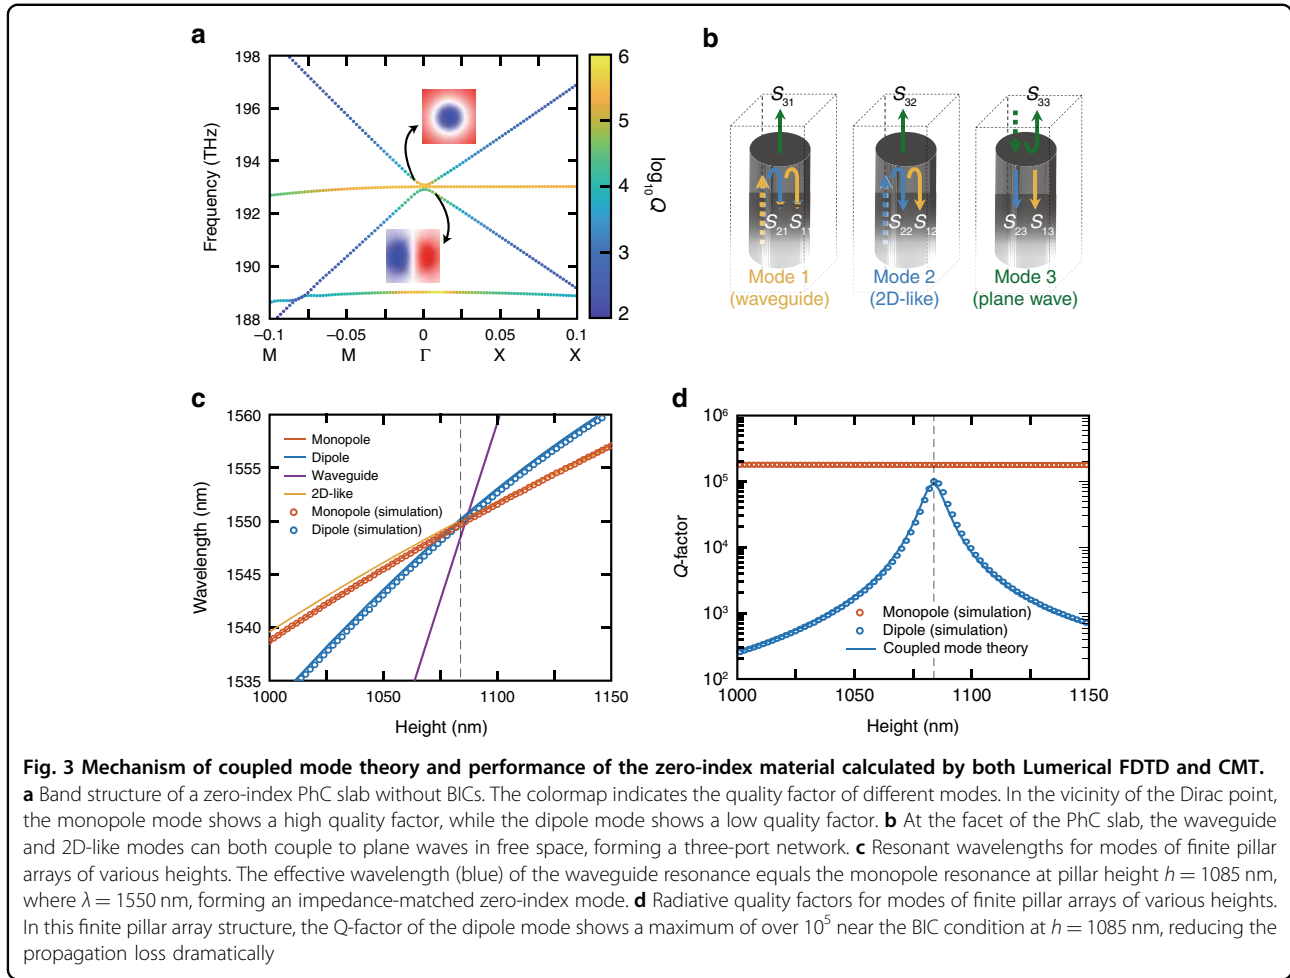 a
198
196
194
192
190
188
Frequency (THz)
–0.1
–0.05
0
0.05
0.1
M
M
Γ
X
X
6
5
4
3
2
log10 Q
b
S31
S32
S33
S21
S11
S22
S12
S23
S13
Mode 1
(waveguide)
Mode 2
(2D-like)
Mode 3
(plane wave)
c
1560
1555
1550
1545
1540
1535
Wavelength (nm)
Monopole
Dipole
Waveguide
2D-like
Monopole (simulation)
Dipole (simulation)
1000
1050
1100
1150
Height (nm)
d
10⁶
10⁵
10⁴
10³
10²
Q-factor
Monopole (simulation)
Dipole (simulation)
Coupled mode theory
1000
1050
1100
1150
Height (nm)
Fig. 3 Mechanism of coupled mode theory and performance of the zero-index material calculated by both Lumerical FDTD and CMT.
a Band structure of a zero-index PhC slab without BICs. The colormap indicates the quality factor of different modes. In the vicinity of the Dirac point,
the monopole mode shows a high quality factor, while the dipole mode shows a low quality factor. b At the facet of the PhC slab, the waveguide
and 2D-like modes can both couple to plane waves in free space, forming a three-port network. c Resonant wavelengths for modes of finite pillar
arrays of various heights. The effective wavelength (blue) of the waveguide resonance equals the monopole resonance at pillar height h = 1085 nm,
where λ = 1550 nm, forming an impedance-matched zero-index mode. d Radiative quality factors for modes of finite pillar arrays of various heights.
In this finite pillar array structure, the Q-factor of the dipole mode shows a maximum of over 10⁵ near the BIC condition at h = 1085 nm, reducing the
propagation loss dramatically